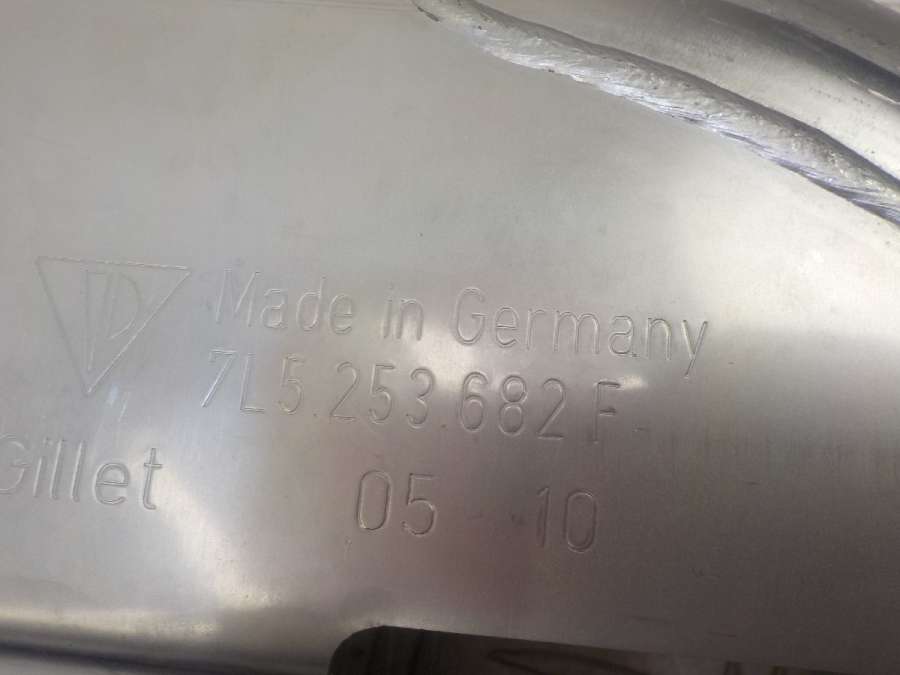 Made in Germany
7L5.253.682 F
Gillet
05 10